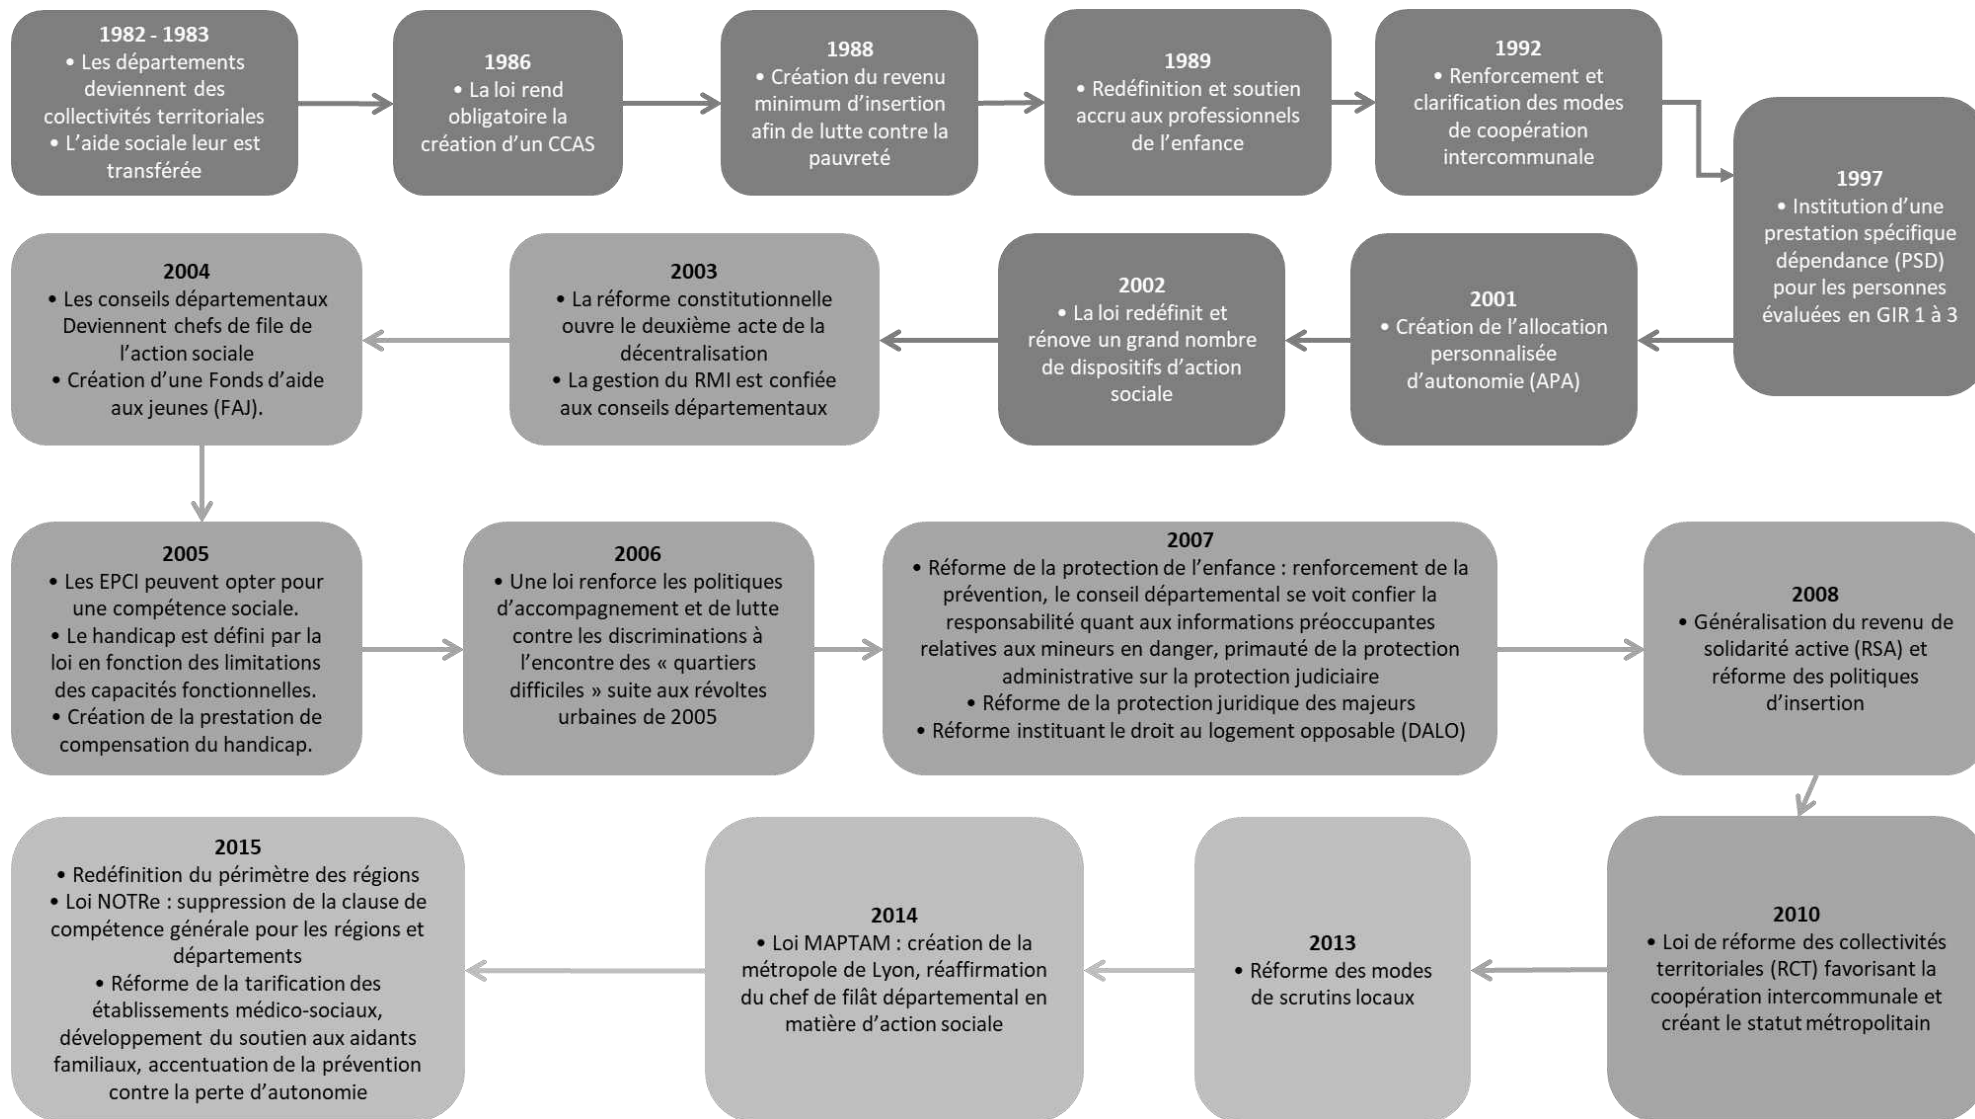 1982 - 1983
• Les départements
deviennent des
collectivités territoriales
• L’aide sociale leur est
transférée
1986
• La loi rend
obligatoire la
création d’un CCAS
1988
• Création du revenu
minimum d’insertion
afin de lutte contre la
pauvreté
1989
• Redéfinition et soutien
accru aux professionnels
de l’enfance
1992
• Renforcement et
clarification des modes
de coopération
intercommunale
1997
• Institution d’une
prestation spécifique
dépendance (PSD)
pour les personnes
évaluées en GIR 1 à 3
2001
• Création de l’allocation
personnalisée
d’autonomie (APA)
2002
• La loi redéfinit et
rénove un grand nombre
de dispositifs d’action
sociale
2003
• La réforme constitutionnelle
ouvre le deuxième acte de la
décentralisation
• La gestion du RMI est confiée
aux conseils départementaux
2004
• Les conseils départementaux
Deviennent chefs de file de
l’action sociale
• Création d’une Fonds d’aide
aux jeunes (FAJ).
2005
• Les EPCI peuvent opter pour
une compétence sociale.
• Le handicap est défini par la
loi en fonction des limitations
des capacités fonctionnelles.
• Création de la prestation de
compensation du handicap.
2006
• Une loi renforce les politiques
d’accompagnement et de lutte
contre les discriminations à
l’encontre des « quartiers
difficiles » suite aux révoltes
urbaines de 2005
2007
• Réforme de la protection de l’enfance : renforcement de la
prévention, le conseil départemental se voit confier la
responsabilité quant aux informations préoccupantes
relatives aux mineurs en danger, primauté de la protection
administrative sur la protection judiciaire
• Réforme de la protection juridique des majeurs
• Réforme instituant le droit au logement opposable (DALO)
2008
• Généralisation du revenu de
solidarité active (RSA) et
réforme des politiques
d’insertion
2010
• Loi de réforme des collectivités
territoriales (RCT) favorisant la
coopération intercommunale et
créant le statut métropolitain
2013
• Réforme des modes
de scrutins locaux
2014
• Loi MAPTAM : création de la
métropole de Lyon, réaffirmation
du chef de filât départemental en
matière d’action sociale
2015
• Redéfinition du périmètre des régions
• Loi NOTRe : suppression de la clause de
compétence générale pour les régions et
départements
• Réforme de la tarification des
établissements médico-sociaux,
développement du soutien aux aidants
familiaux, accentuation de la prévention
contre la perte d’autonomie